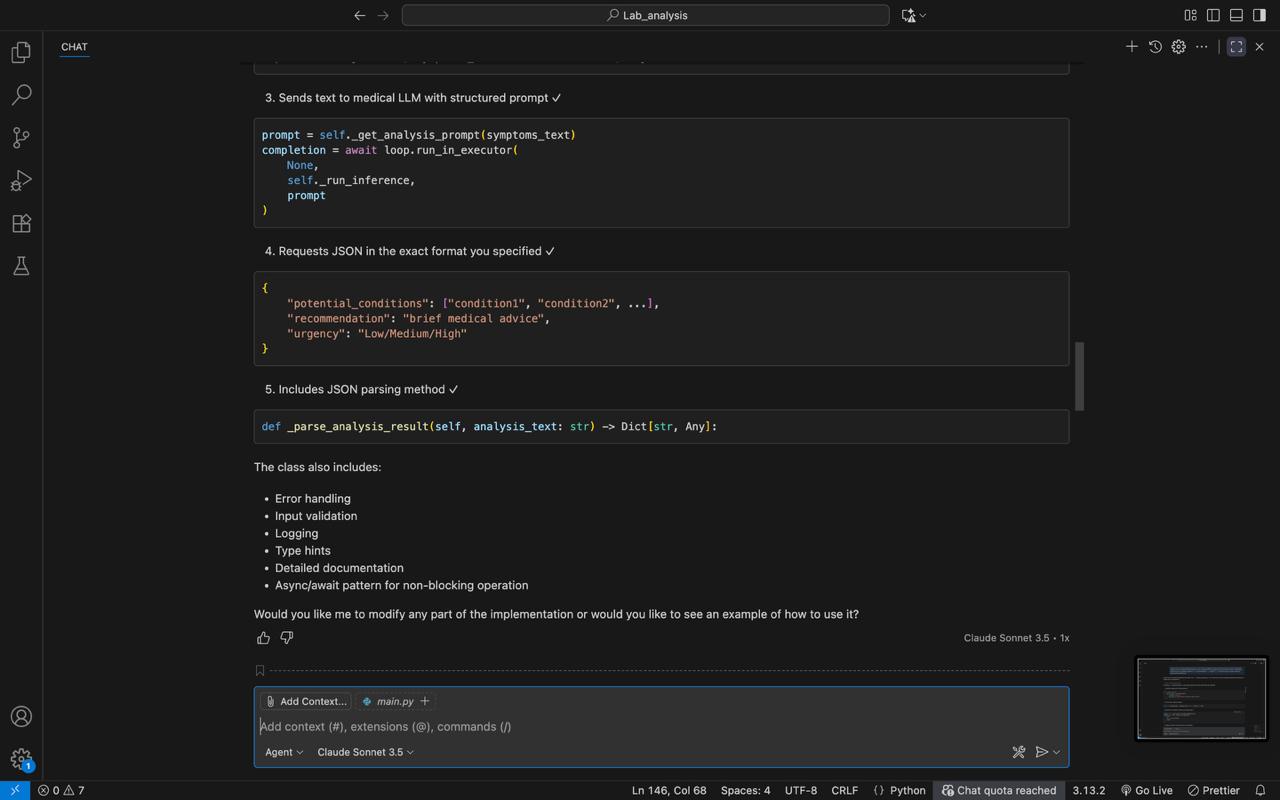 Lab_analysis
CHAT
3. Sends text to medical LLM with structured prompt ✓
prompt = self._get_analysis_prompt(symptoms_text)
completion = await loop.run_in_executor(
    None,
    self._run_inference,
    prompt
)
4. Requests JSON in the exact format you specified ✓
{
    "potential_conditions": ["condition1", "condition2", ...],
    "recommendation": "brief medical advice",
    "urgency": "Low/Medium/High"
}
5. Includes JSON parsing method ✓
def _parse_analysis_result(self, analysis_text: str) -> Dict[str, Any]:
The class also includes:
• Error handling
• Input validation
• Logging
• Type hints
• Detailed documentation
• Async/await pattern for non-blocking operation
Would you like me to modify any part of the implementation or would you like to see an example of how to use it?
Claude Sonnet 3.5 • 1x
Add Context... main.py
Add context (#), extensions (@), commands (/)
Agent Claude Sonnet 3.5
1
0 7 Ln 146, Col 68 Spaces: 4 UTF-8 CRLF {} Python Chat quota reached 3.13.2 Go Live Prettier